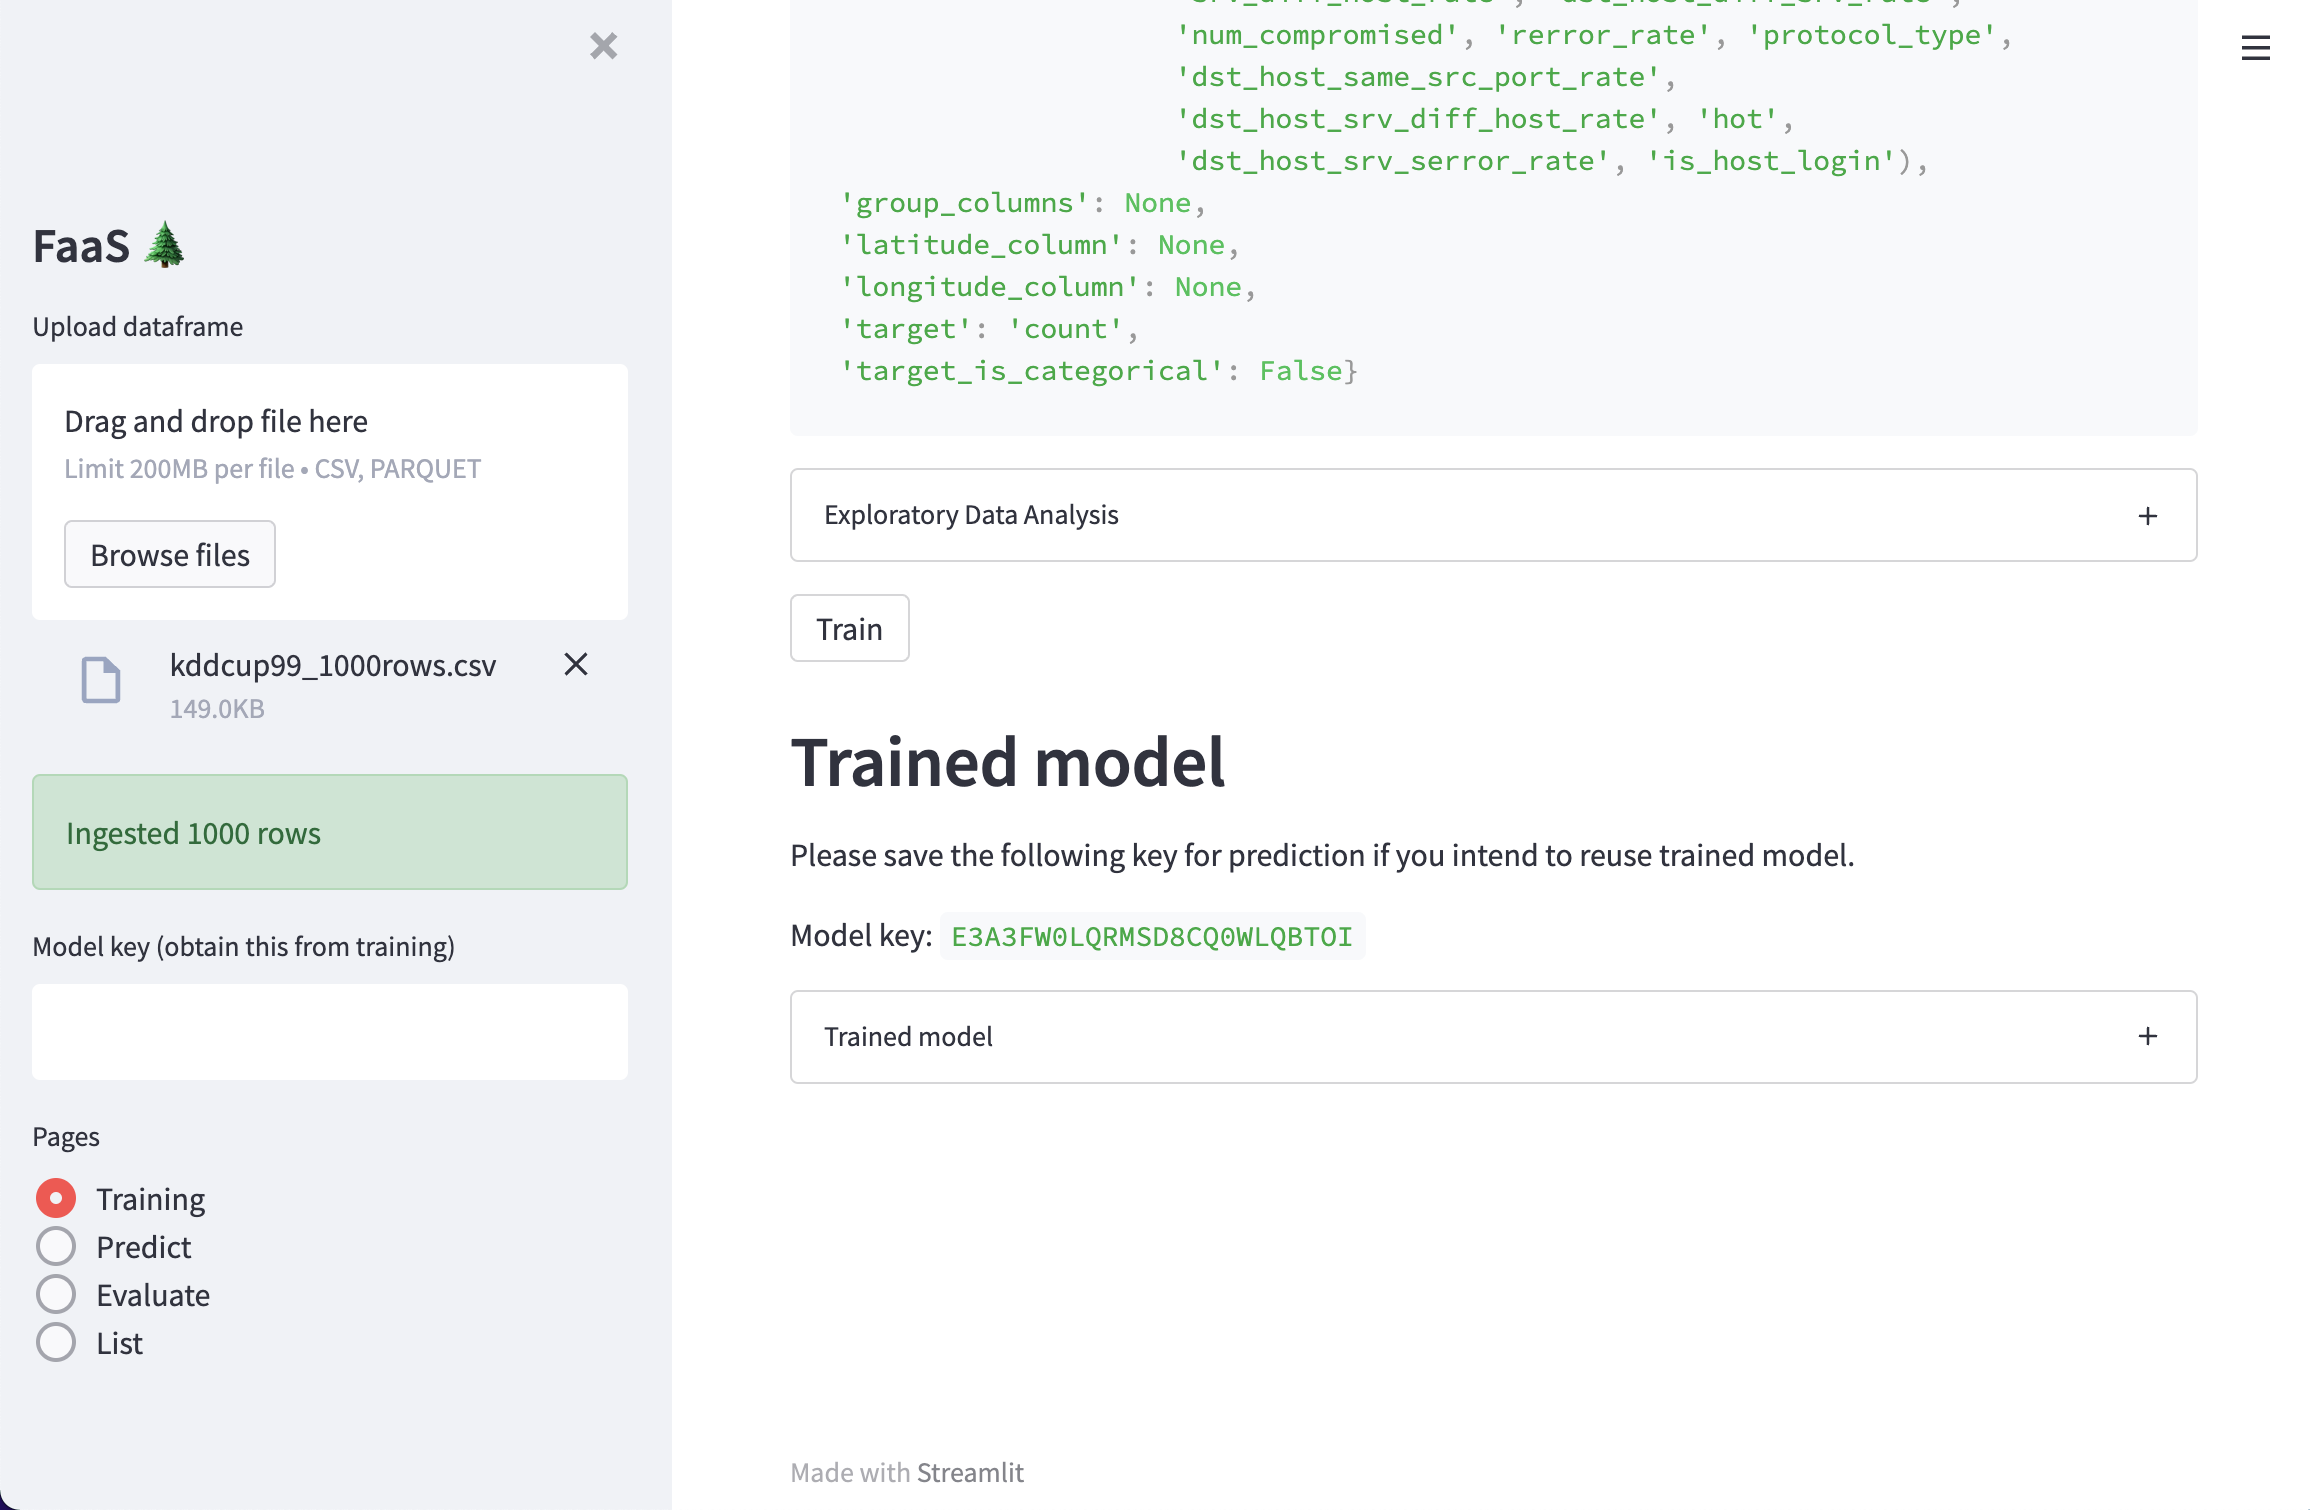 FaaS
Upload dataframe
Drag and drop file here
Limit 200MB per file • CSV, PARQUET
Browse files
kddcup99_1000rows.csv
149.0KB
Ingested 1000 rows
Model key (obtain this from training)
Pages
Training
Predict
Evaluate
List
'srv_diff_host_rate', 'dst_host_diff_srv_rate',
'num_compromised', 'rerror_rate', 'protocol_type',
'dst_host_same_src_port_rate',
'dst_host_srv_diff_host_rate', 'hot',
'dst_host_srv_serror_rate', 'is_host_login'),
'group_columns': None,
'latitude_column': None,
'longitude_column': None,
'target': 'count',
'target_is_categorical': False}
Exploratory Data Analysis
Train
Trained model
Please save the following key for prediction if you intend to reuse trained model.
Model key: E3A3FW0LQRMSD8CQ0WLQBTOI
Trained model
Made with Streamlit